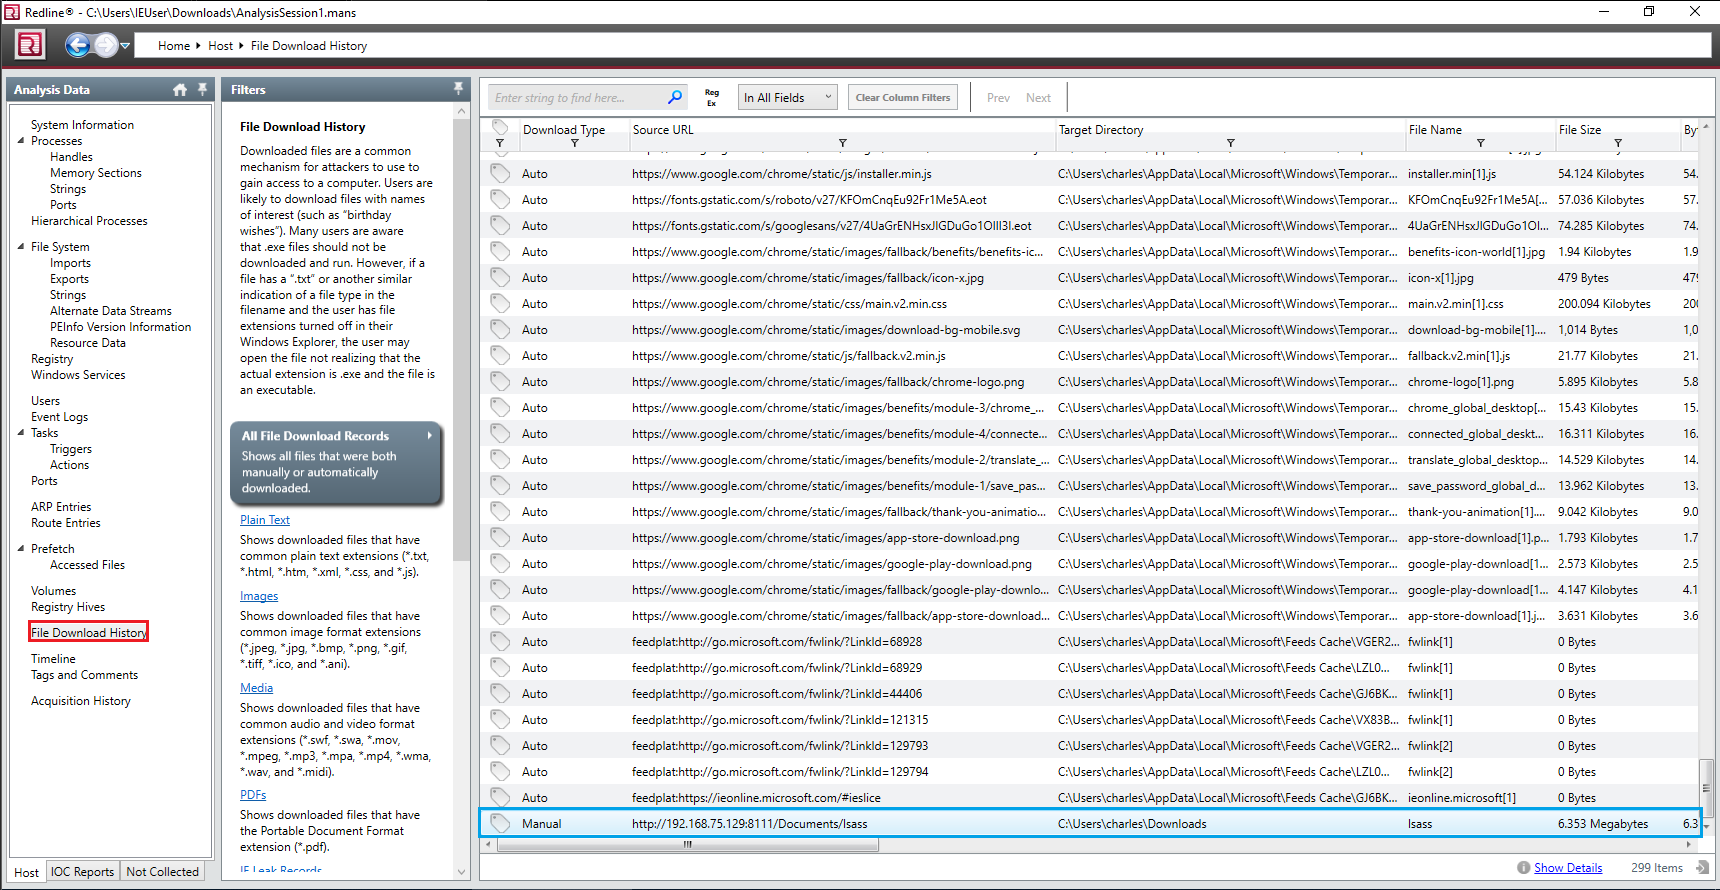 Redline® - C:\Users\IEUser\Downloads\AnalysisSession1.mans
Home Host File Download History
Analysis Data
System Information
Processes
Handles
Memory Sections
Strings
Ports
Hierarchical Processes
File System
Imports
Exports
Strings
Alternate Data Streams
PEInfo Version Information
Resource Data
Registry
Windows Services
Users
Event Logs
Tasks
Triggers
Actions
Ports
ARP Entries
Route Entries
Prefetch
Accessed Files
Volumes
Registry Hives
File Download History
Timeline
Tags and Comments
Acquisition History
Host IOC Reports Not Collected
Filters
File Download History
Downloaded files are a common
mechanism for attackers to use to
gain access to a computer. Users are
likely to download files with names
of interest (such as "birthday
wishes"). Many users are aware
that .exe files should not be
downloaded and run. However, if a
file has a ".txt" or another similar
indication of a file type in the
filename and the user has file
extensions turned off in their
Windows Explorer, the user may
open the file not realizing that the
actual extension is .exe and the file is
an executable.
All File Download Records
Shows all files that were both
manually or automatically
downloaded.
Plain Text
Shows downloaded files that have
common plain text extensions (*.txt,
*.html, *.htm, *.xml, *.css, and *.js).
Images
Shows downloaded files that have
common image format extensions
(*.jpeg, *.jpg, *.bmp, *.png, *.gif,
*.tiff, *.ico, and *.ani).
Media
Shows downloaded files that have
common audio and video format
extensions (*.swf, *.swa, *.mov,
*.mpeg, *.mp3, *.mpa, *.mp4, *.wma,
*.wav, and *.midi).
PDFs
Shows downloaded files that have
the Portable Document Format
extension (*.pdf).
IE Leak Records
Enter string to find here... Reg Ex In All Fields Clear Column Filters Prev Next
Download Type Source URL Target Directory File Name File Size By
Auto https://www.google.com/chrome/static/js/installer.min.js C:\Users\charles\AppData\Local\Microsoft\Windows\Temporar... installer.min[1].js 54.124 Kilobytes 54.
Auto https://fonts.gstatic.com/s/roboto/v27/KFOmCnqEu92Fr1Me5A.eot C:\Users\charles\AppData\Local\Microsoft\Windows\Temporar... KFOmCnqEu92Fr1Me5A[... 57.036 Kilobytes 57.
Auto https://fonts.gstatic.com/s/googlesans/v27/4UaGrENHsxJlGDuGo1OIll3I.eot C:\Users\charles\AppData\Local\Microsoft\Windows\Temporar... 4UaGrENHsxJlGDuGo1OI... 74.285 Kilobytes 74.
Auto https://www.google.com/chrome/static/images/fallback/benefits/benefits-ic... C:\Users\charles\AppData\Local\Microsoft\Windows\Temporar... benefits-icon-world[1].jpg 1.94 Kilobytes 1.9
Auto https://www.google.com/chrome/static/images/fallback/icon-x.jpg C:\Users\charles\AppData\Local\Microsoft\Windows\Temporar... icon-x[1].jpg 479 Bytes 479
Auto https://www.google.com/chrome/static/css/main.v2.min.css C:\Users\charles\AppData\Local\Microsoft\Windows\Temporar... main.v2.min[1].css 200.094 Kilobytes 200
Auto https://www.google.com/chrome/static/images/download-bg-mobile.svg C:\Users\charles\AppData\Local\Microsoft\Windows\Temporar... download-bg-mobile[1].... 1,014 Bytes 1,0
Auto https://www.google.com/chrome/static/js/fallback.v2.min.js C:\Users\charles\AppData\Local\Microsoft\Windows\Temporar... fallback.v2.min[1].js 21.77 Kilobytes 21.
Auto https://www.google.com/chrome/static/images/fallback/chrome-logo.png C:\Users\charles\AppData\Local\Microsoft\Windows\Temporar... chrome-logo[1].png 5.895 Kilobytes 5.8
Auto https://www.google.com/chrome/static/images/benefits/module-3/chrome_... C:\Users\charles\AppData\Local\Microsoft\Windows\Temporar... chrome_global_desktop[... 15.43 Kilobytes 15.
Auto https://www.google.com/chrome/static/images/benefits/module-4/connecte... C:\Users\charles\AppData\Local\Microsoft\Windows\Temporar... connected_global_deskt... 16.311 Kilobytes 16.
Auto https://www.google.com/chrome/static/images/benefits/module-2/translate_... C:\Users\charles\AppData\Local\Microsoft\Windows\Temporar... translate_global_desktop... 14.529 Kilobytes 14.
Auto https://www.google.com/chrome/static/images/benefits/module-1/save_pas... C:\Users\charles\AppData\Local\Microsoft\Windows\Temporar... save_password_global_d... 13.962 Kilobytes 13.
Auto https://www.google.com/chrome/static/images/fallback/thank-you-animatio... C:\Users\charles\AppData\Local\Microsoft\Windows\Temporar... thank-you-animation[1].... 9.042 Kilobytes 9.0
Auto https://www.google.com/chrome/static/images/app-store-download.png C:\Users\charles\AppData\Local\Microsoft\Windows\Temporar... app-store-download[1].p... 1.793 Kilobytes 1.7
Auto https://www.google.com/chrome/static/images/google-play-download.png C:\Users\charles\AppData\Local\Microsoft\Windows\Temporar... google-play-download[1... 2.573 Kilobytes 2.5
Auto https://www.google.com/chrome/static/images/fallback/google-play-downlo... C:\Users\charles\AppData\Local\Microsoft\Windows\Temporar... google-play-download[1... 4.147 Kilobytes 4.1
Auto https://www.google.com/chrome/static/images/fallback/app-store-download... C:\Users\charles\AppData\Local\Microsoft\Windows\Temporar... app-store-download[1].j... 3.631 Kilobytes 3.6
Auto feedplat:http://go.microsoft.com/fwlink/?LinkId=68928 C:\Users\charles\AppData\Local\Microsoft\Feeds Cache\VGER2... fwlink[1] 0 Bytes
Auto feedplat:http://go.microsoft.com/fwlink/?LinkId=68929 C:\Users\charles\AppData\Local\Microsoft\Feeds Cache\LZL0... fwlink[1] 0 Bytes
Auto feedplat:http://go.microsoft.com/fwlink/?LinkId=44406 C:\Users\charles\AppData\Local\Microsoft\Feeds Cache\GJ6BK... fwlink[1] 0 Bytes
Auto feedplat:http://go.microsoft.com/fwlink/?LinkId=121315 C:\Users\charles\AppData\Local\Microsoft\Feeds Cache\VX83B... fwlink[1] 0 Bytes
Auto feedplat:http://go.microsoft.com/fwlink/?LinkId=129793 C:\Users\charles\AppData\Local\Microsoft\Feeds Cache\VGER2... fwlink[2] 0 Bytes
Auto feedplat:http://go.microsoft.com/fwlink/?LinkId=129794 C:\Users\charles\AppData\Local\Microsoft\Feeds Cache\LZL0... fwlink[2] 0 Bytes
Auto feedplat:https://ieonline.microsoft.com/#ieslice C:\Users\charles\AppData\Local\Microsoft\Feeds Cache\GJ6BK... ieonline.microsoft[1] 0 Bytes
Manual http://192.168.75.129:8111/Documents/lsass C:\Users\charles\Downloads lsass 6.353 Megabytes 6.3
Show Details 299 Items